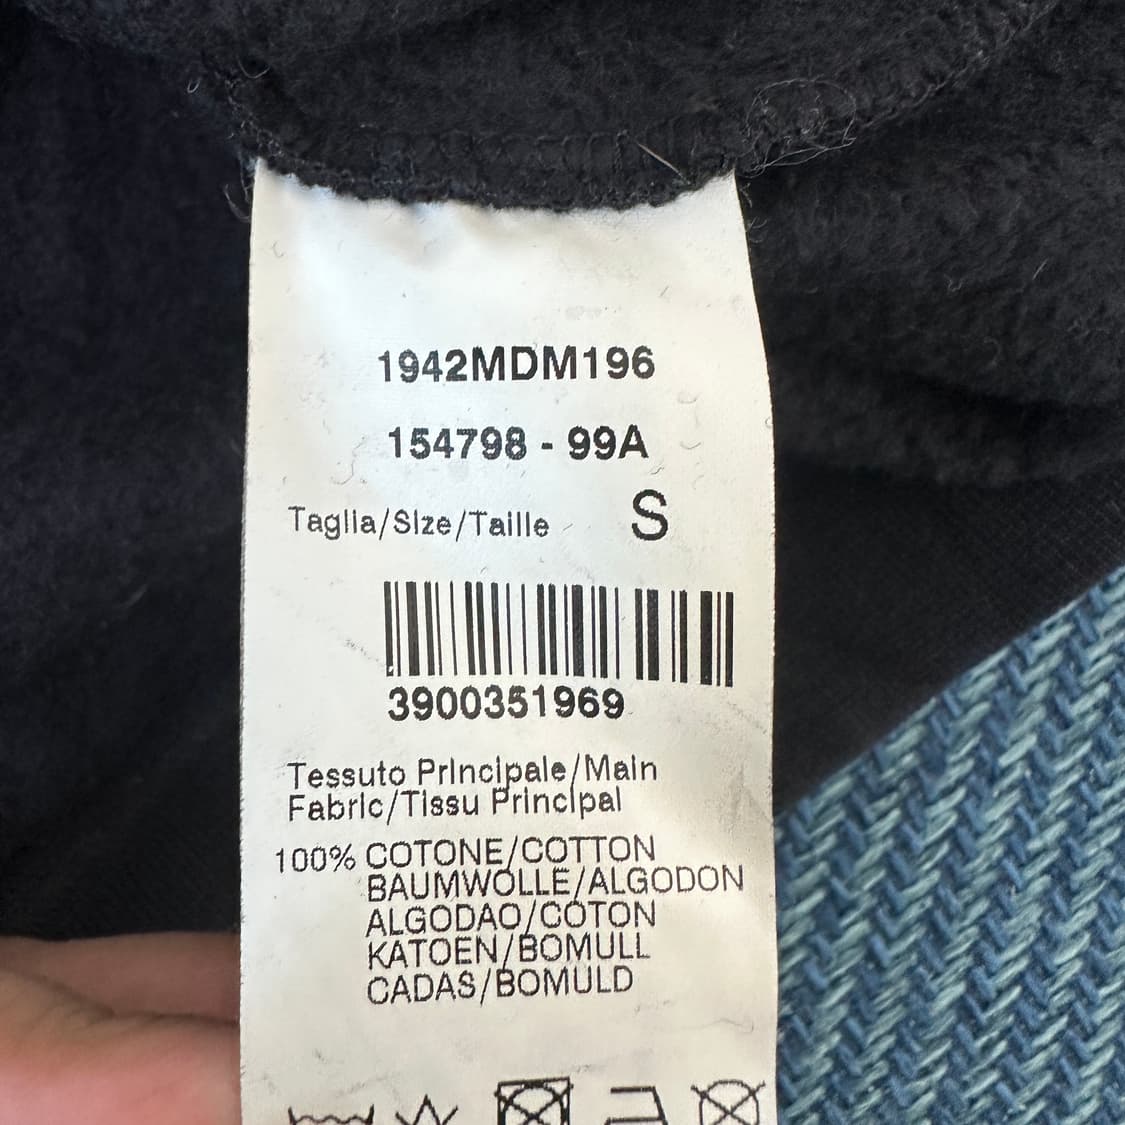 1942MDM196
154798 - 99A
Taglia/Size/Taille S
3900351969
Tessuto Principale/Main
Fabric/Tissu Principal
100% COTONE/COTTON
BAUMWOLLE/ALGODON
ALGODAO/COTON
KATOEN/BOMULL
CADAS/BOMULD